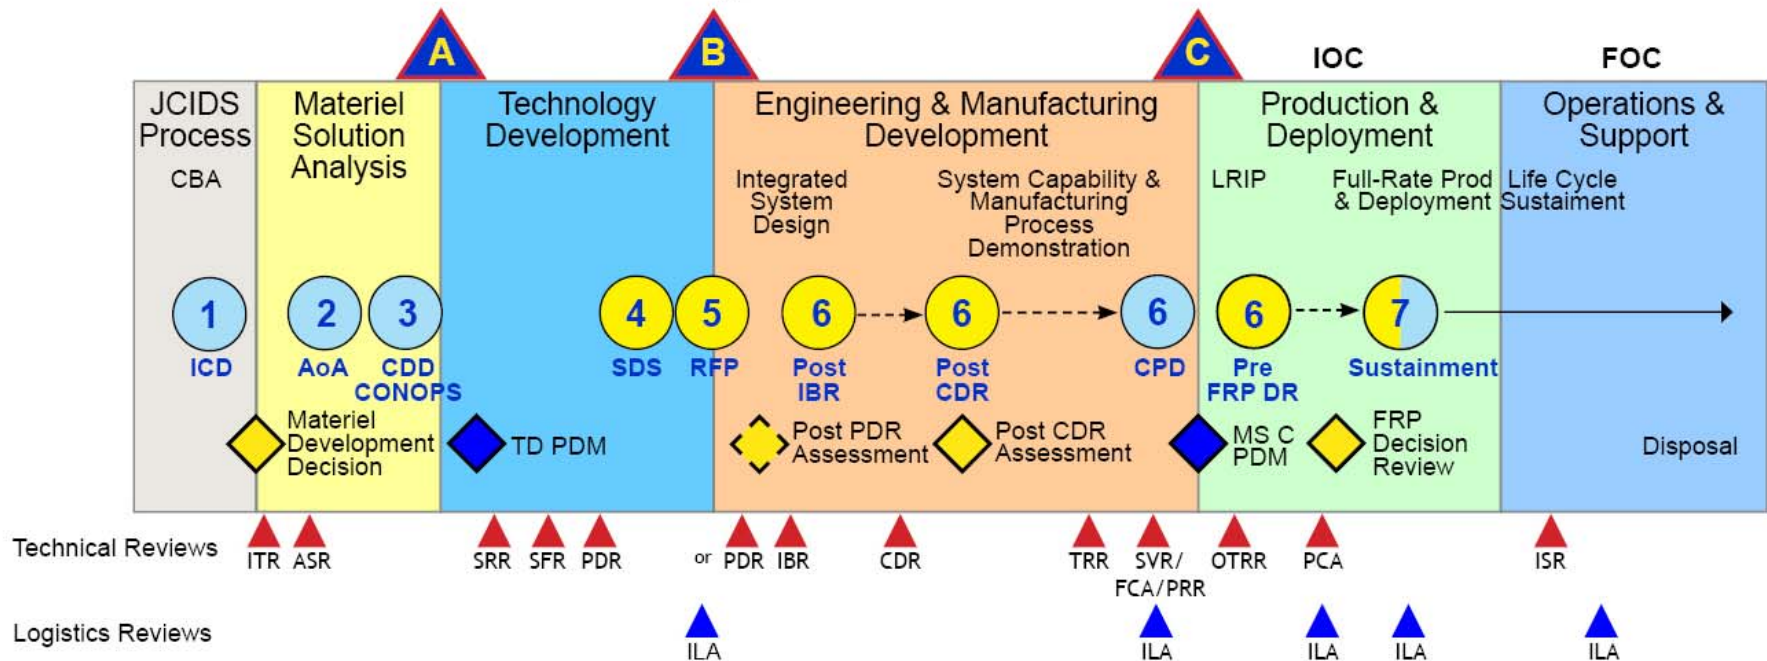 A
B
C
IOC
FOC
JCIDS
Process
CBA
Materiel
Solution
Analysis
Technology
Development
Engineering & Manufacturing
Development
Integrated
System
Design
System Capability &
Manufacturing
Process
Demonstration
Production &
Deployment
LRIP
Full-Rate Prod
& Deployment
Operations &
Support
Life Cycle
Sustaiment
1
ICD
2
AoA
3
CDD
CONOPS
4
SDS
5
RFP
6
Post
IBR
6
Post
CDR
6
CPD
6
Pre
FRP DR
7
Sustainment
Materiel
Development
Decision
TD PDM
Post PDR
Assessment
Post CDR
Assessment
MS C
PDM
FRP
Decision
Review
Disposal
Technical Reviews
ITR
ASR
SRR
SFR
PDR
or
PDR
IBR
CDR
TRR
SVR/
FCA/PRR
OTRR
PCA
ISR
Logistics Reviews
ILA
ILA
ILA
ILA
ILA